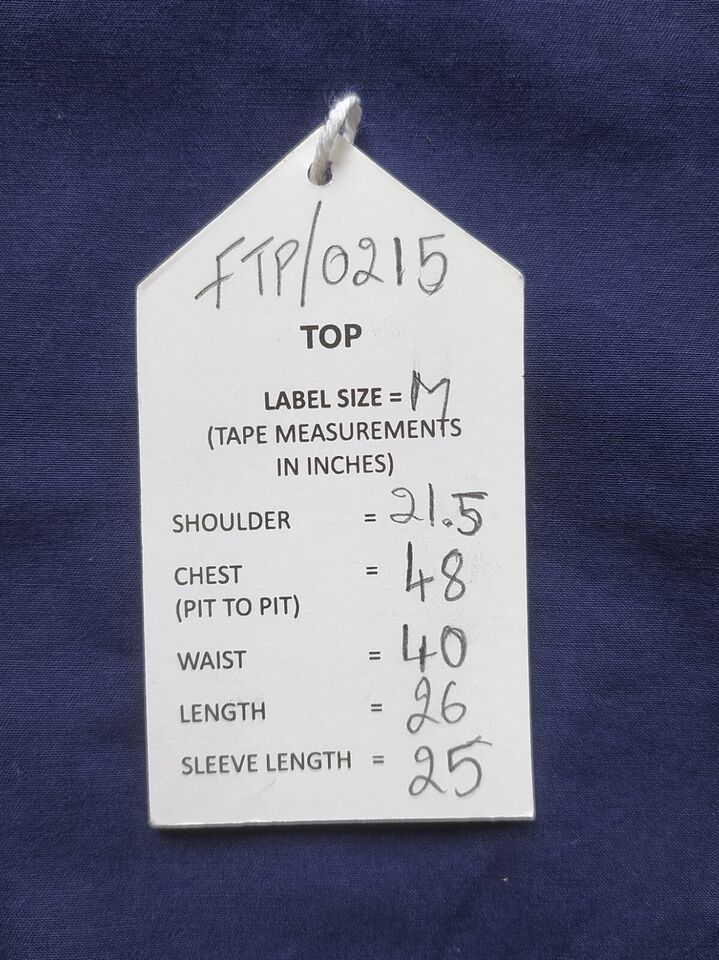 FTP/0215
TOP
LABEL SIZE = M
(TAPE MEASUREMENTS
IN INCHES)
SHOULDER = 21.5
CHEST = 48
(PIT TO PIT)
WAIST = 40
LENGTH = 26
SLEEVE LENGTH = 25